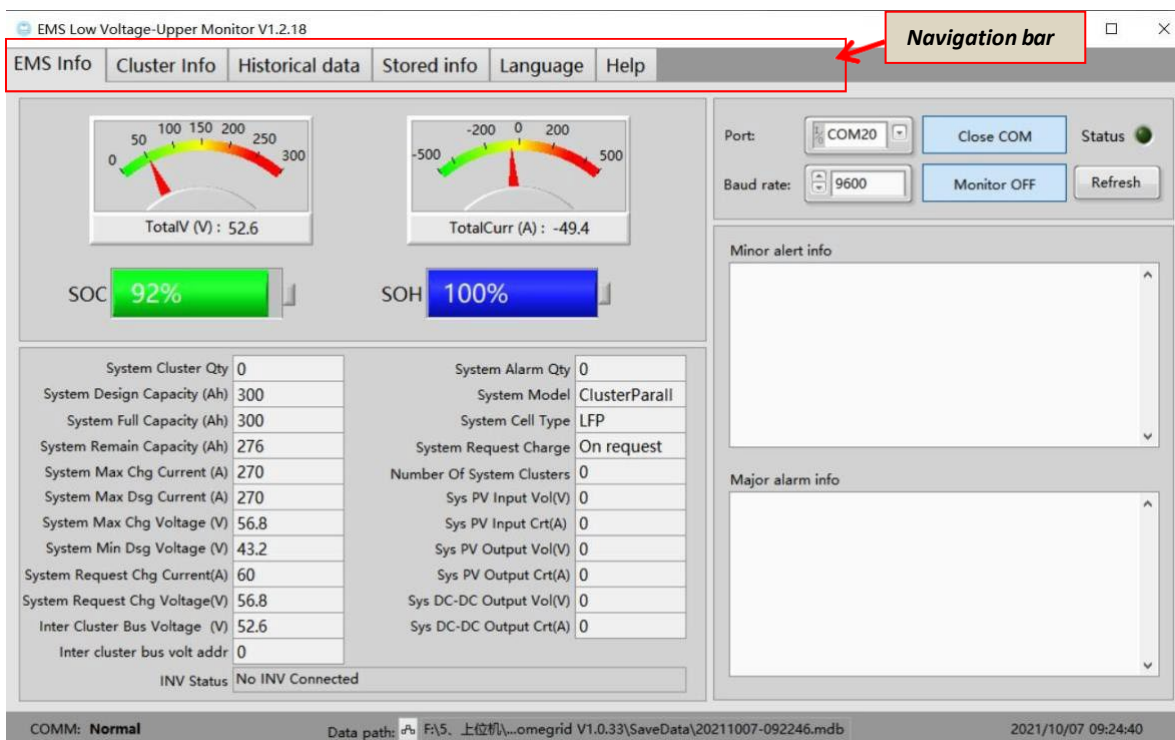 EMS Low Voltage-Upper Monitor V1.2.18
Navigation bar
EMS Info Cluster Info Historical data Stored info Language Help
0 50 100 150 200 250 300
-500 -200 0 200 500
TotalV (V) : 52.6
TotalCurr (A) : -49.4
SOC 92%
SOH 100%
Port: COM20 Close COM Status
Baud rate: 9600 Monitor OFF Refresh
Minor alert info
Major alarm info
System Cluster Qty 0
System Design Capacity (Ah) 300
System Full Capacity (Ah) 300
System Remain Capacity (Ah) 276
System Max Chg Current (A) 270
System Max Dsg Current (A) 270
System Max Chg Voltage (V) 56.8
System Min Dsg Voltage (V) 43.2
System Request Chg Current(A) 60
System Request Chg Voltage(V) 56.8
Inter Cluster Bus Voltage (V) 52.6
Inter cluster bus volt addr 0
INV Status No INV Connected
System Alarm Qty 0
System Model ClusterParall
System Cell Type LFP
System Request Charge On request
Number Of System Clusters 0
Sys PV Input Vol(V) 0
Sys PV Input Crt(A) 0
Sys PV Output Vol(V) 0
Sys PV Output Crt(A) 0
Sys DC-DC Output Vol(V) 0
Sys DC-DC Output Crt(A) 0
COMM: Normal
Data path: F:\5、上位机\...omegrid V1.0.33\SaveData\20211007-092246.mdb
2021/10/07 09:24:40